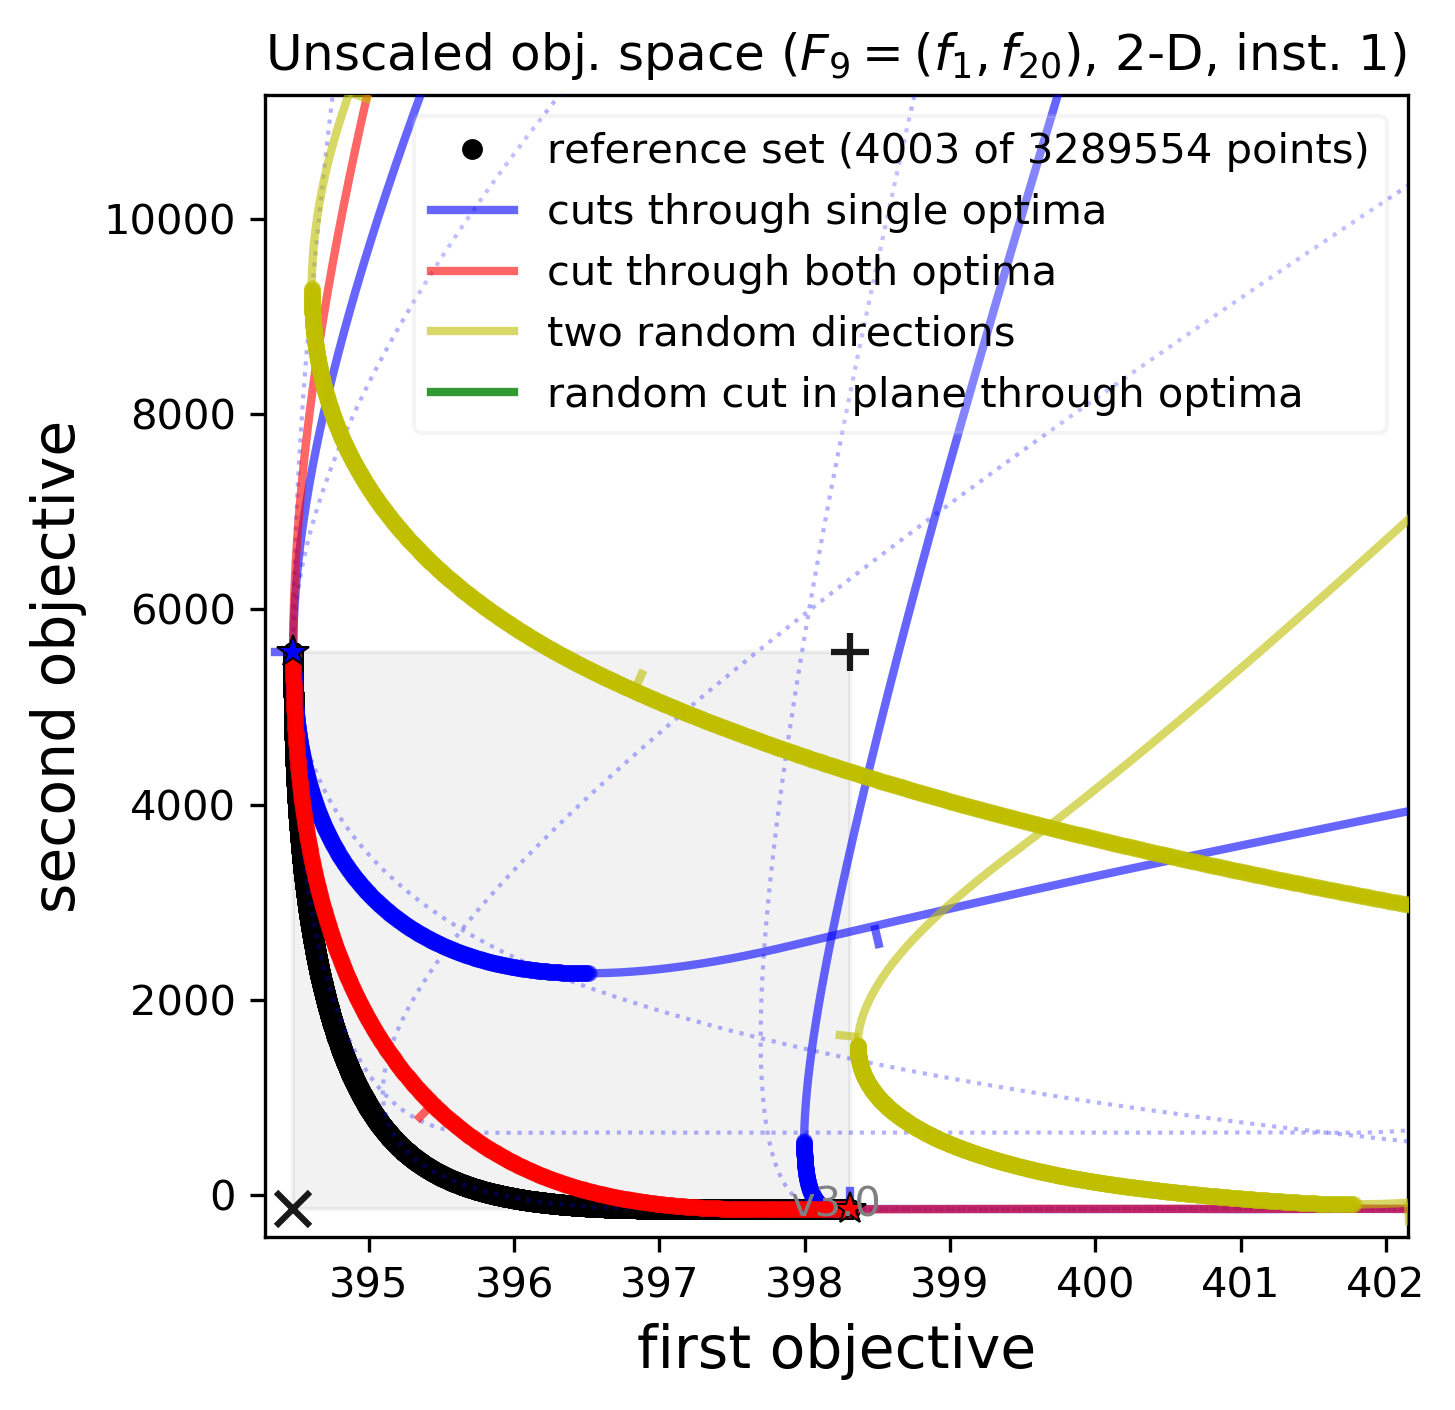 Unscaled obj. space (F₉ = (f₁, f₂₀), 2-D, inst. 1)
reference set (4003 of 3289554 points)
cuts through single optima
cut through both optima
two random directions
random cut in plane through optima
10000
8000
6000
4000
2000
0
second objective
v3.0
395 396 397 398 399 400 401 402
first objective